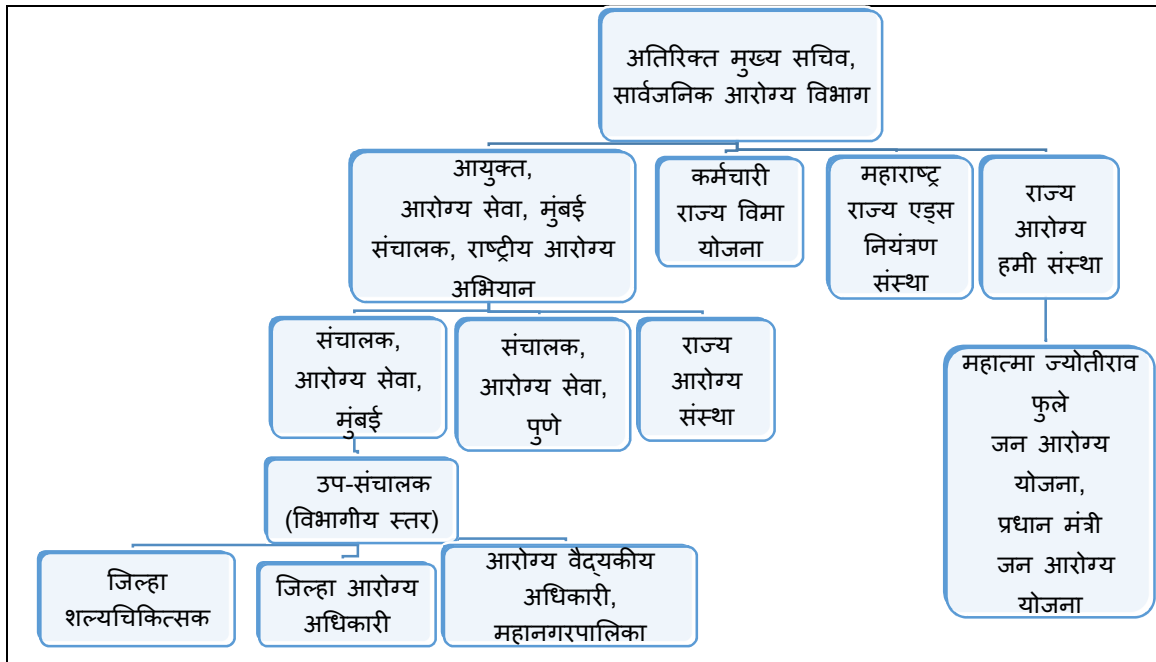 अतिरिक्त मुख्य सचिव,
सार्वजनिक आरोग्य विभाग
आयुक्त,
आरोग्य सेवा, मुंबई
संचालक, राष्ट्रीय आरोग्य
अभियान
कर्मचारी
राज्य विमा
योजना
महाराष्ट्र
राज्य एड्स
नियंत्रण
संस्था
राज्य
आरोग्य
हमी संस्था
संचालक,
आरोग्य सेवा,
मुंबई
संचालक,
आरोग्य सेवा,
पुणे
राज्य
आरोग्य
संस्था
महात्मा ज्योतीराव
फुले
जन आरोग्य
योजना,
प्रधान मंत्री
जन आरोग्य
योजना
उप-संचालक
(विभागीय स्तर)
जिल्हा
शल्यचिकित्सक
जिल्हा आरोग्य
अधिकारी
आरोग्य वैद्यकीय
अधिकारी,
महानगरपालिका